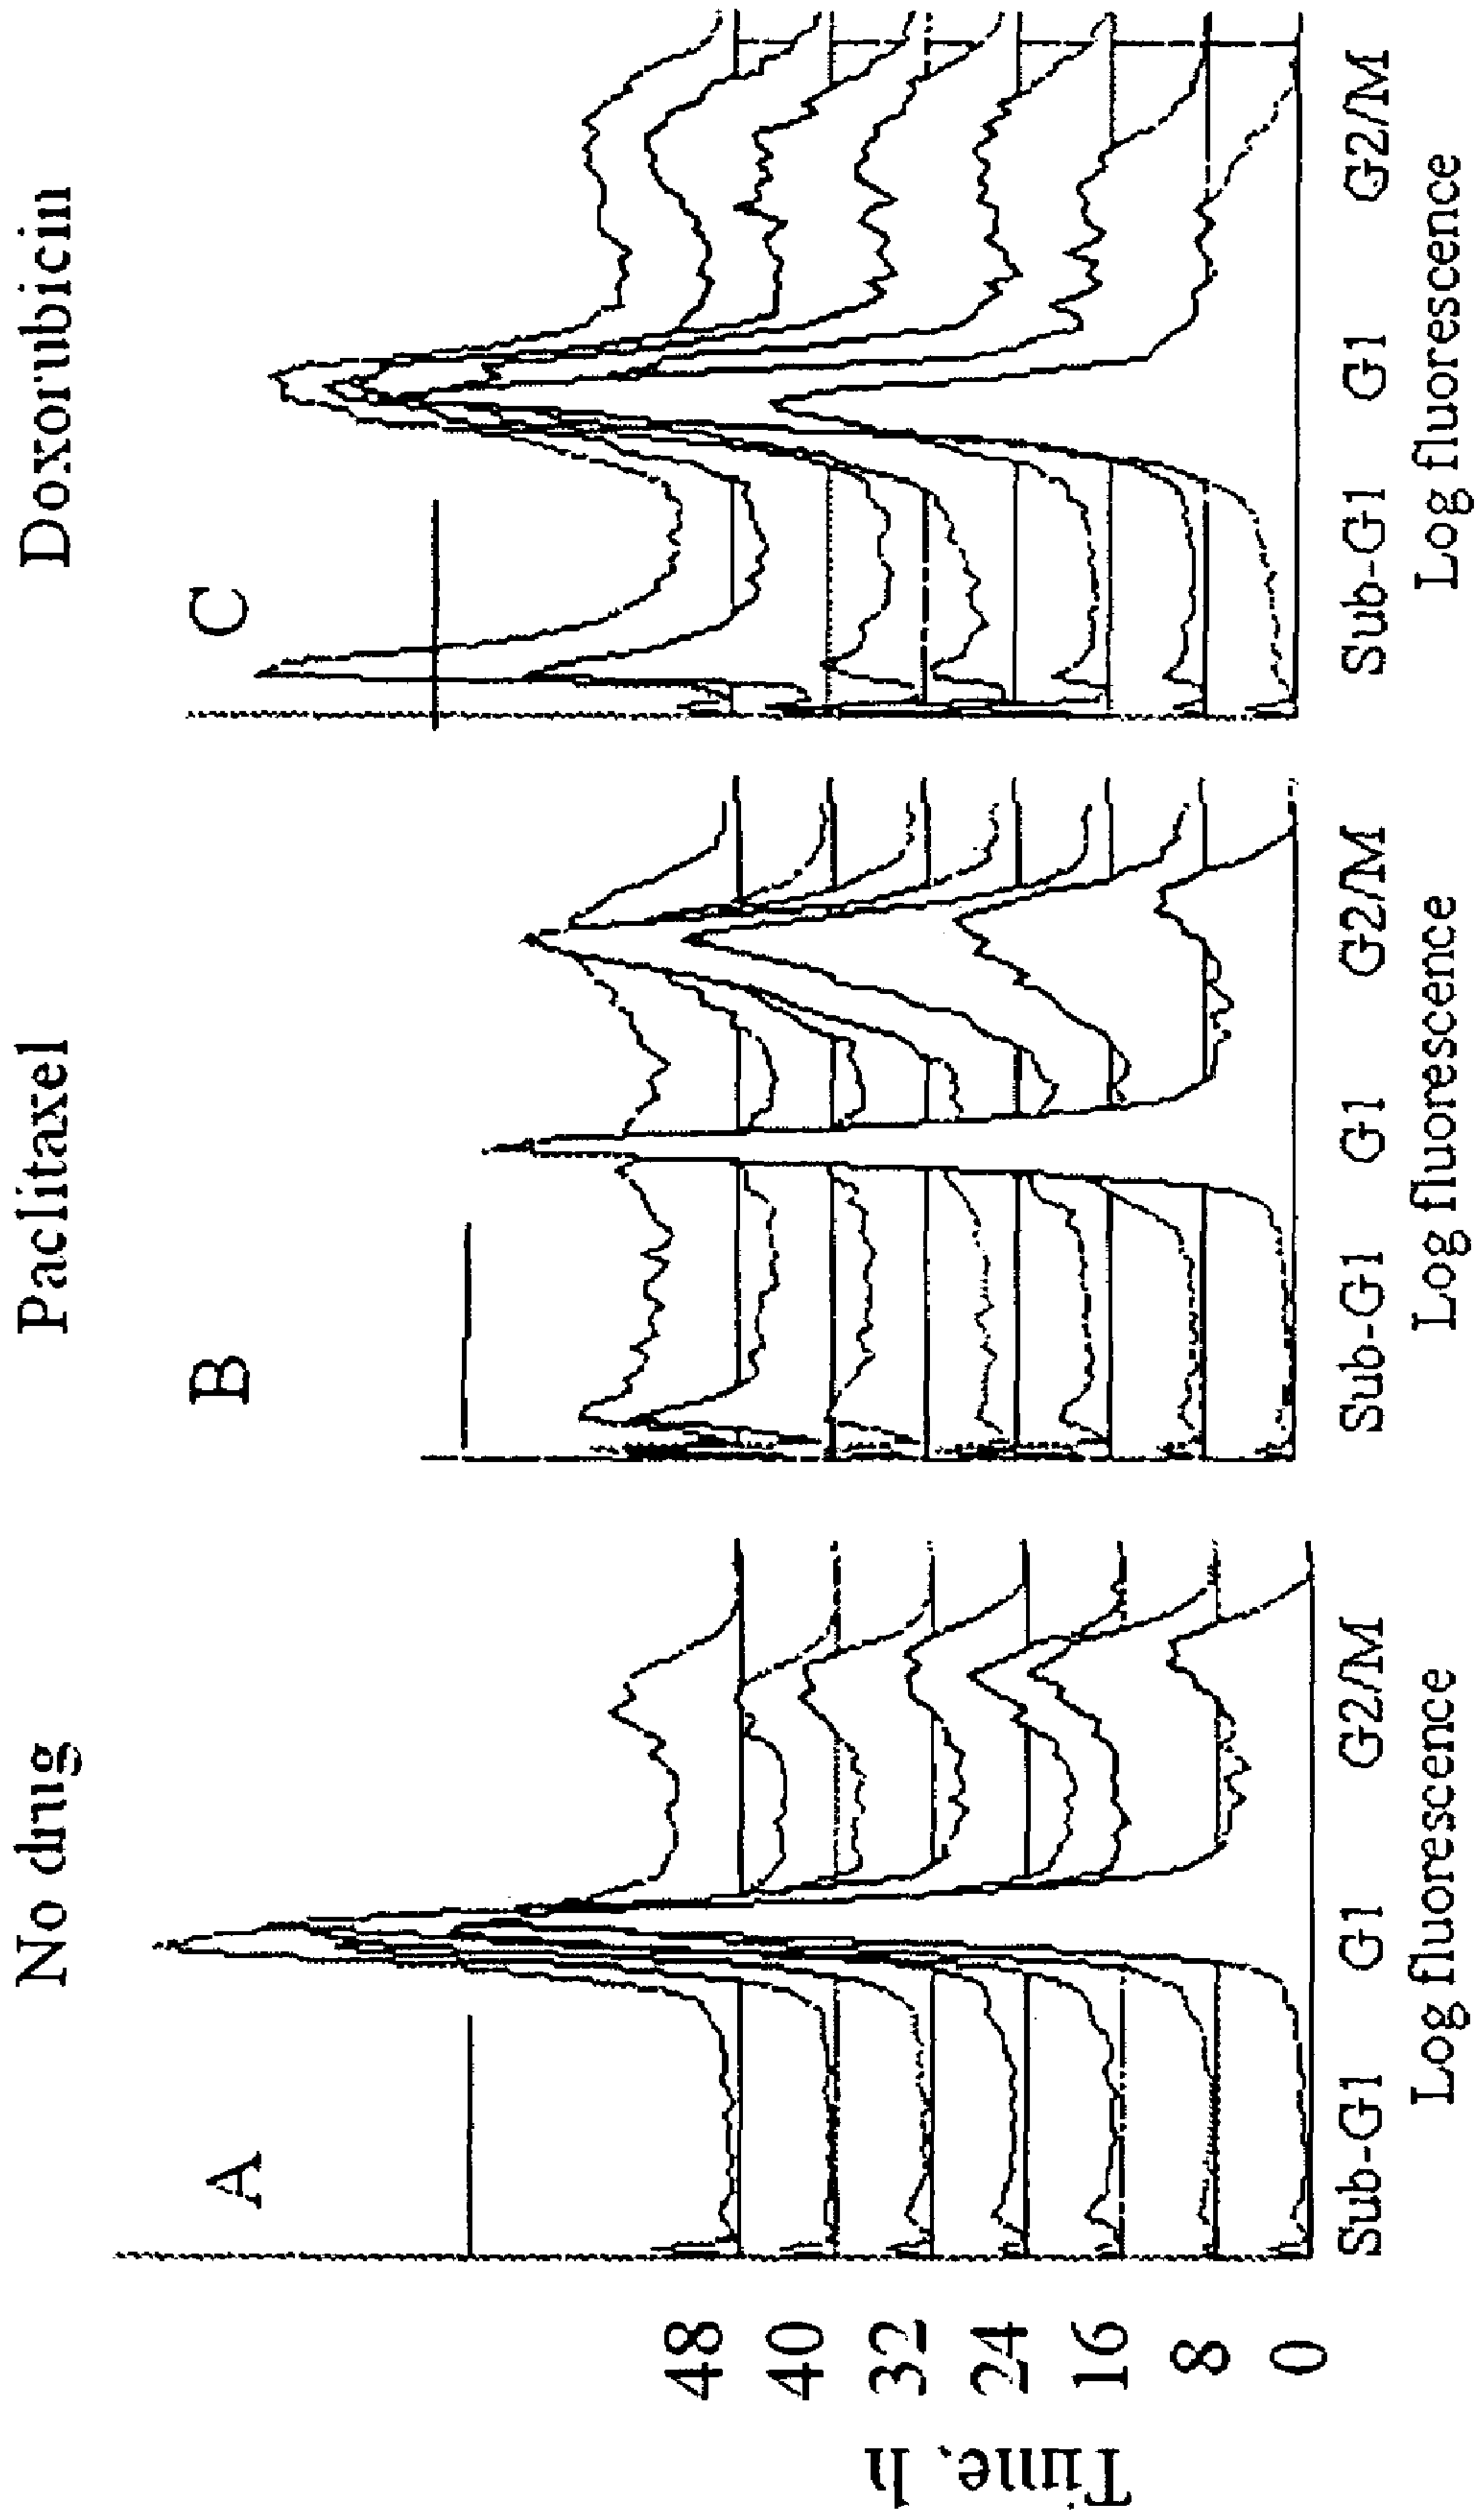 No drug
Paclitaxel
Doxorubicin
A
B
C
Time, h
48
40
32
24
16
8
0
Sub-G1 G1 G2/M
Log fluorescence
Sub-G1 G1 G2/M
Log fluorescence
Sub-G1 G1 G2/M
Log fluorescence